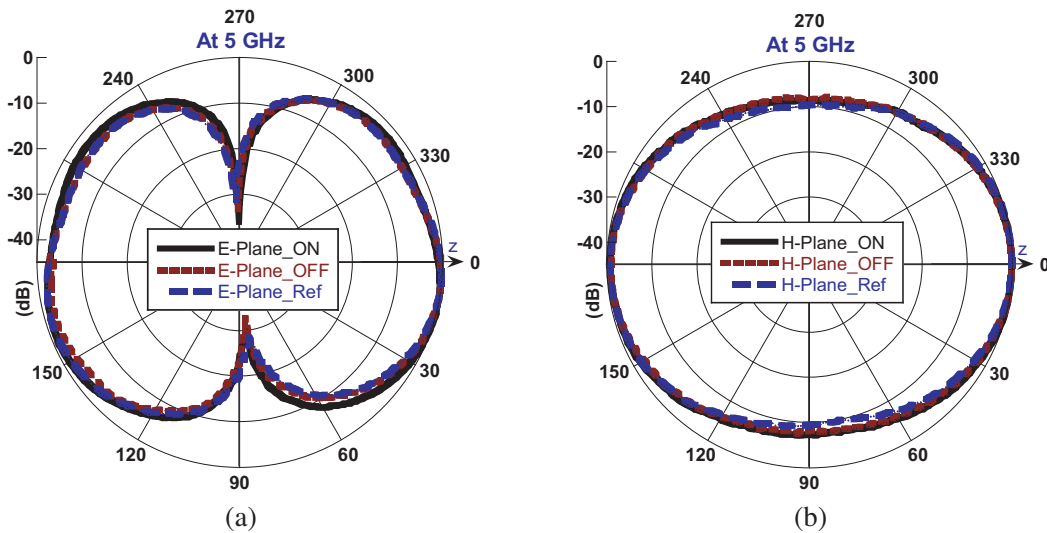 270
At 5 GHz
0
-10
-20
-30
-40
(dB)
240
300
330
z
0
30
60
90
120
150
E-Plane_ON
E-Plane_OFF
E-Plane_Ref
(a)
270
At 5 GHz
0
-10
-20
-30
-40
(dB)
240
300
330
z
0
30
60
90
120
150
H-Plane_ON
H-Plane_OFF
H-Plane_Ref
(b)